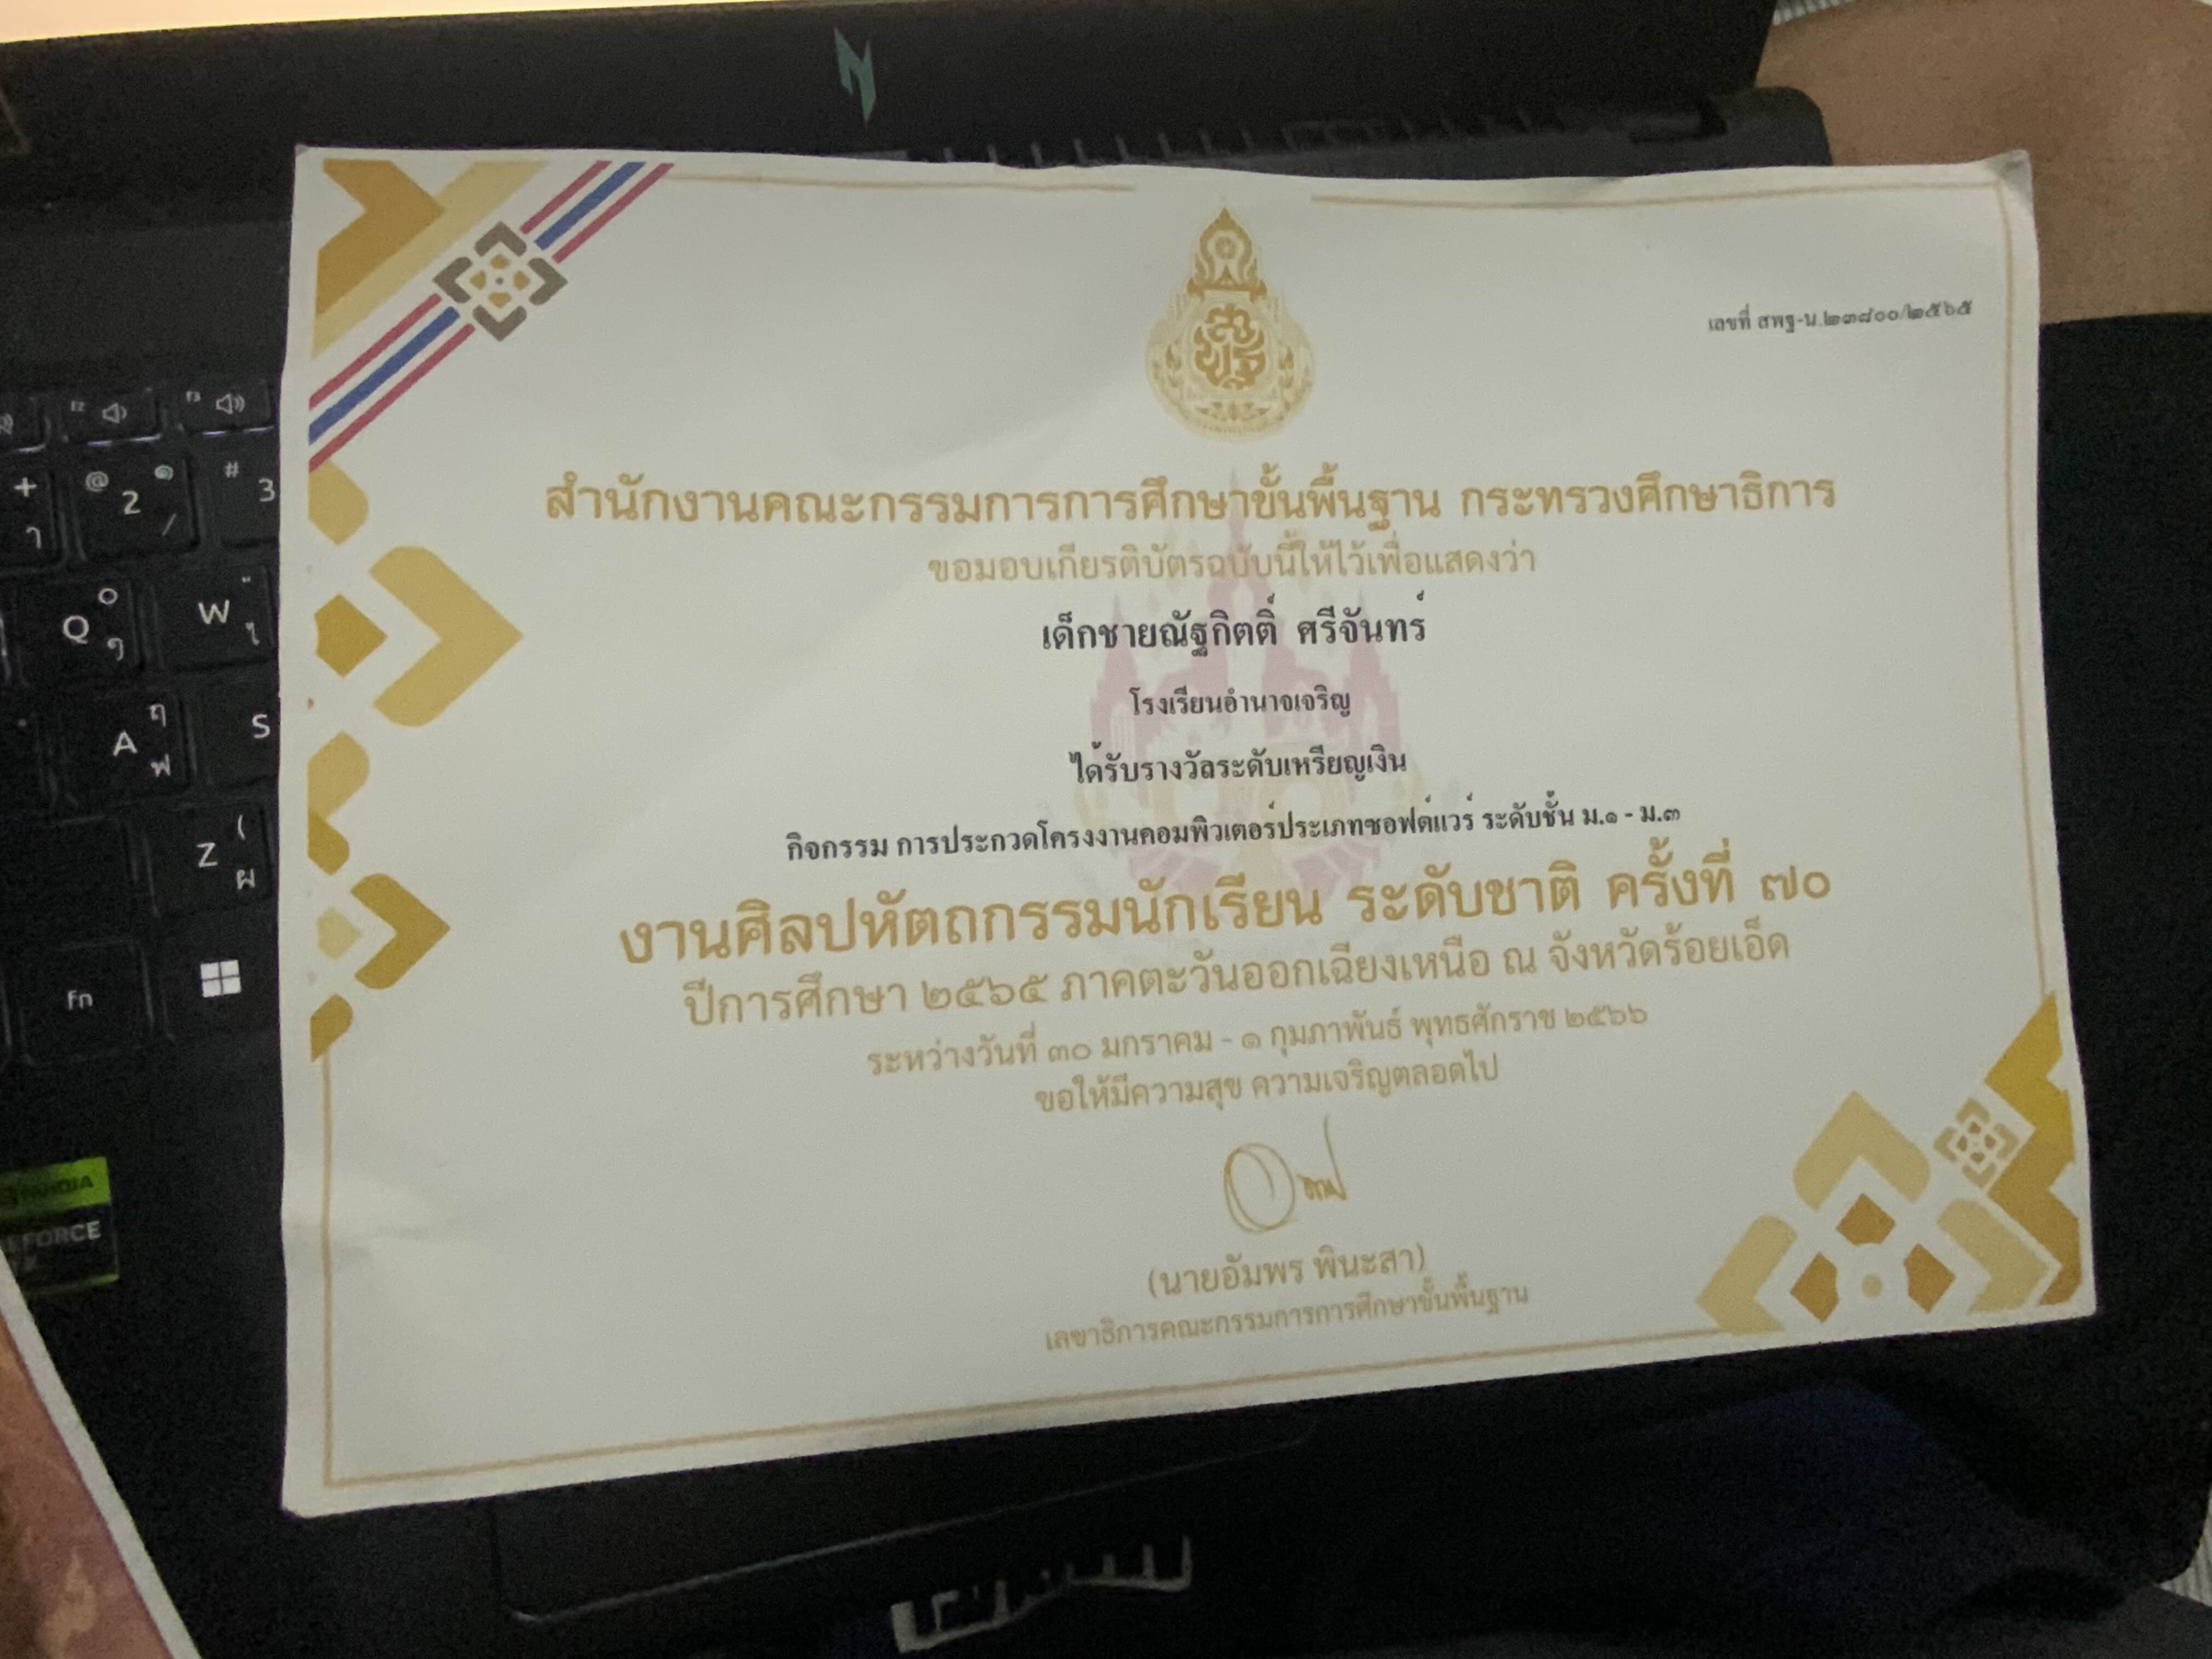 เลขที่ สพฐ-น ๒๓๘๐๐/๒๕๖๕
สำนักงานคณะกรรมการการศึกษาขั้นพื้นฐาน กระทรวงศึกษาธิการ
ขอมอบเกียรติบัตรฉบับนี้ให้ไว้เพื่อแสดงว่า
เด็กชายณัฐกิตติ์ ศรีจันทร์
โรงเรียนอำนาจเจริญ
ได้รับรางวัลระดับเหรียญเงิน
กิจกรรม การประกวดโครงงานคอมพิวเตอร์ประเภทซอฟต์แวร์ ระดับชั้น ม.๑ - ม.๓
งานศิลปหัตถกรรมนักเรียน ระดับชาติ ครั้งที่ ๗๐
ปีการศึกษา ๒๕๖๕ ภาคตะวันออกเฉียงเหนือ ณ จังหวัดร้อยเอ็ด
ระหว่างวันที่ ๓๐ มกราคม - ๑ กุมภาพันธ์ พุทธศักราช ๒๕๖๖
ขอให้มีความสุข ความเจริญตลอดไป
(นายอัมพร พินะสา)
เลขาธิการคณะกรรมการการศึกษาขั้นพื้นฐาน
F2
F3
+ @ ๑ # 
ๅ 2 / 3
Q ๐ ๆ W " ไ
A ฤ ฟ S
Z ( ผ
Fn
NVIDIA